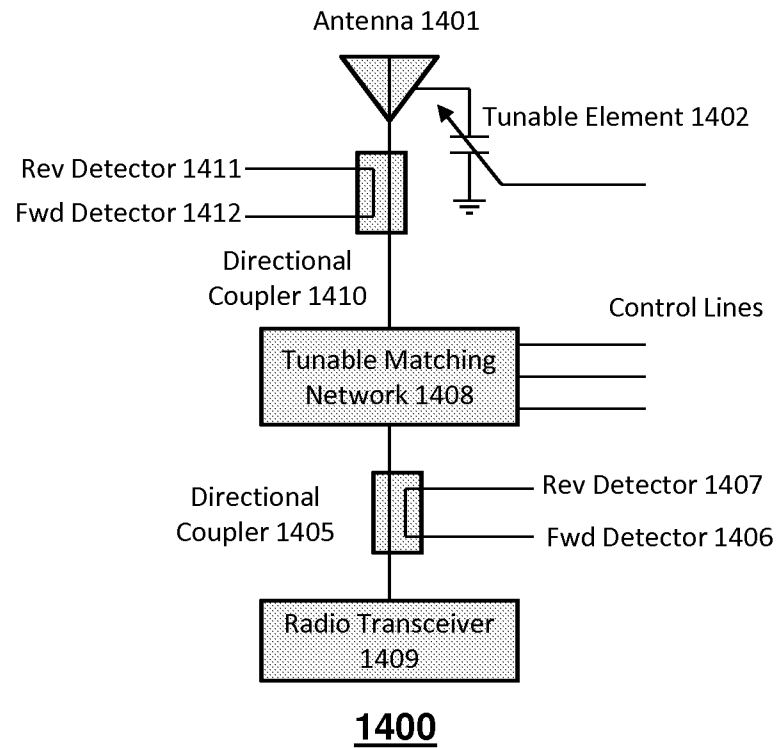 Antenna 1401
Tunable Element 1402
Rev Detector 1411
Fwd Detector 1412
Directional
Coupler 1410
Control Lines
Tunable Matching
Network 1408
Directional
Coupler 1405
Rev Detector 1407
Fwd Detector 1406
Radio Transceiver
1409
1400